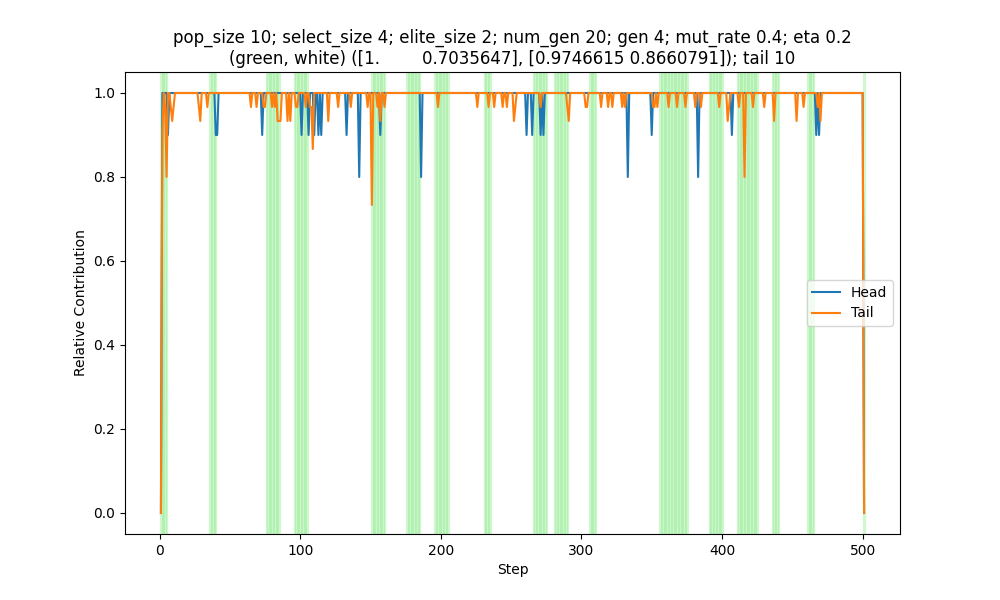 pop_size 10; select_size 4; elite_size 2; num_gen 20; gen 4; mut_rate 0.4; eta 0.2
(green, white) ([1.         0.7035647], [0.9746615 0.8660791]); tail 10
1.0
0.8
0.6
0.4
0.2
0.0
Relative Contribution
Head
Tail
0
100
200
300
400
500
Step